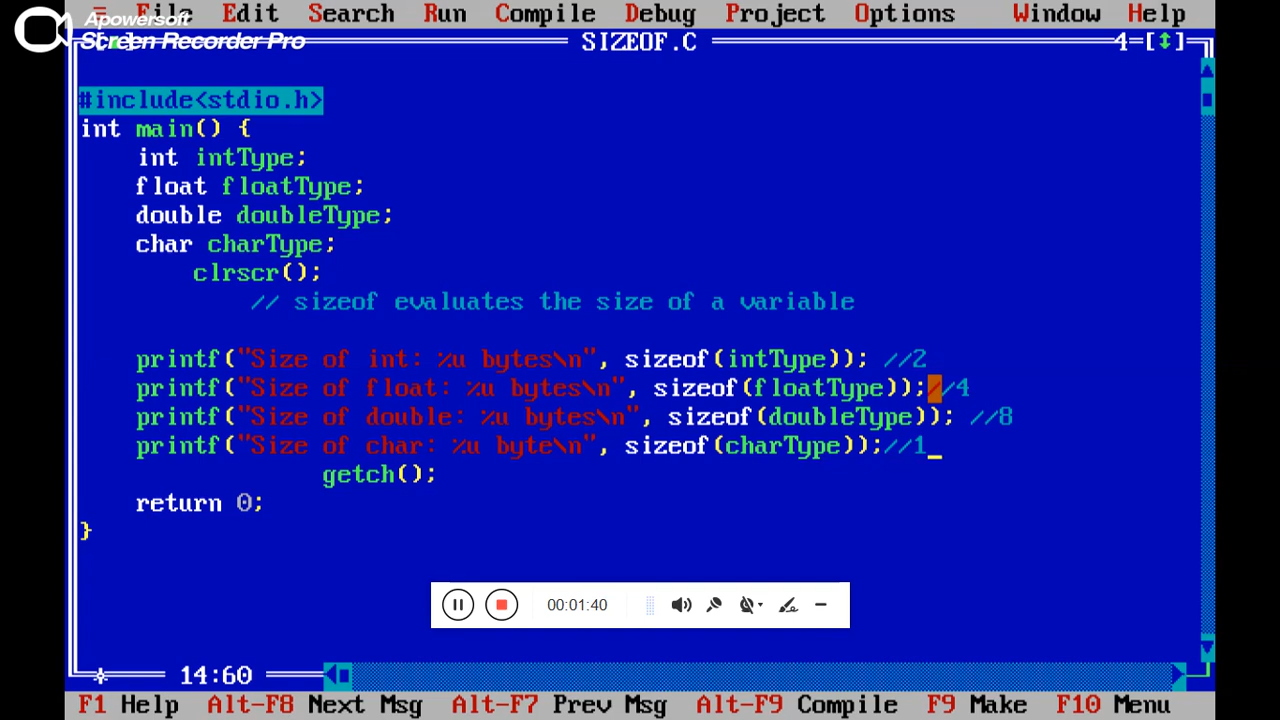 ≡ File Edit Search Run Compile Debug Project Options Window Help
Apowersoft
Screen Recorder Pro
SIZEOF.C 4=[↕]
#include<stdio.h>
int main() {
int intType;
float floatType;
double doubleType;
char charType;
clrscr();
// sizeof evaluates the size of a variable
printf("Size of int: %u bytes\n", sizeof(intType)); //2
printf("Size of float: %u bytes\n", sizeof(floatType));//4
printf("Size of double: %u bytes\n", sizeof(doubleType)); //8
printf("Size of char: %u byte\n", sizeof(charType));//1_
getch();
return 0;
}
00:01:40
14:60
F1 Help Alt-F8 Next Msg Alt-F7 Prev Msg Alt-F9 Compile F9 Make F10 Menu